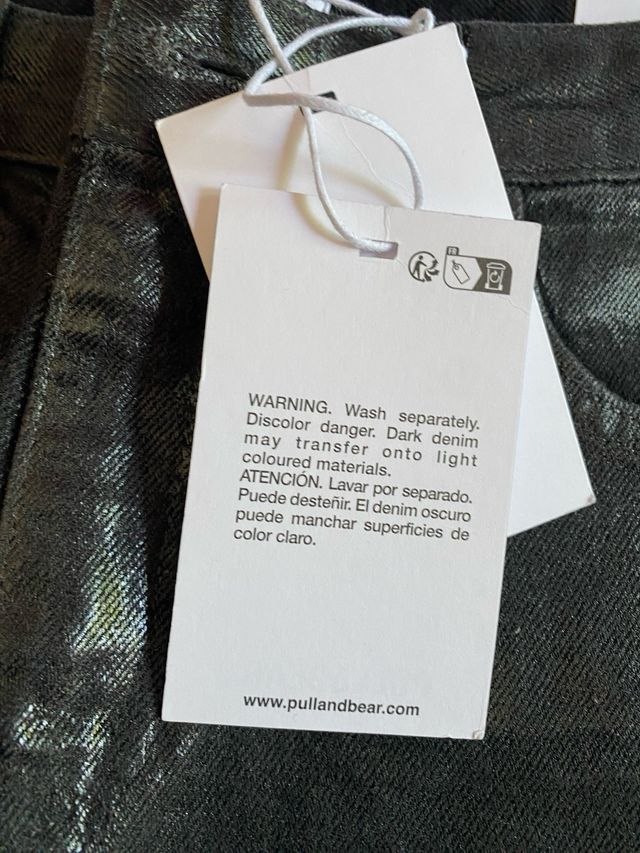 FR
WARNING. Wash separately.
Discolor danger. Dark denim
may transfer onto light
coloured materials.
ATENCIÓN. Lavar por separado.
Puede desteñir. El denim oscuro
puede manchar superficies de
color claro.
www.pullandbear.com